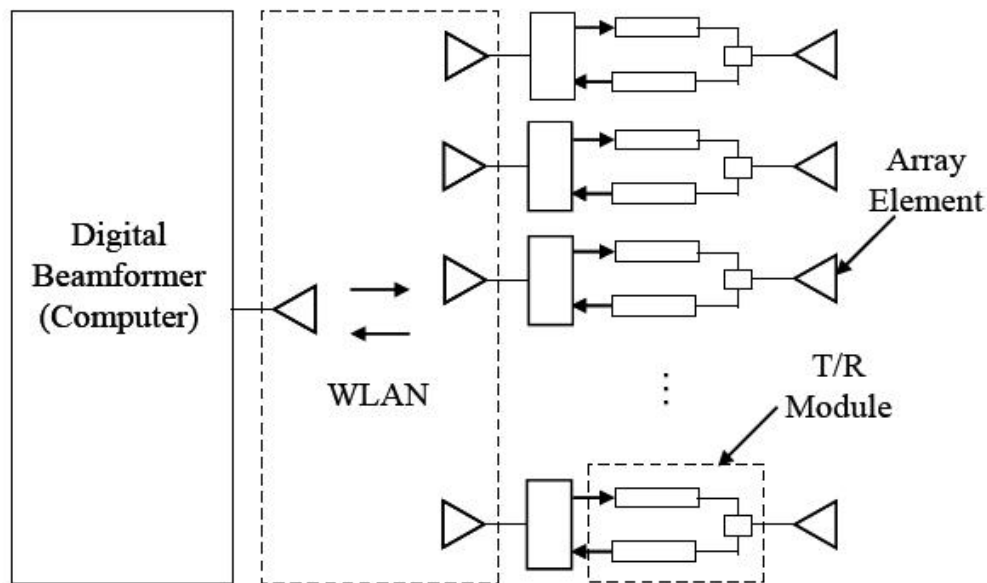 Digital
Beamformer
(Computer)
WLAN
Array
Element
T/R
Module